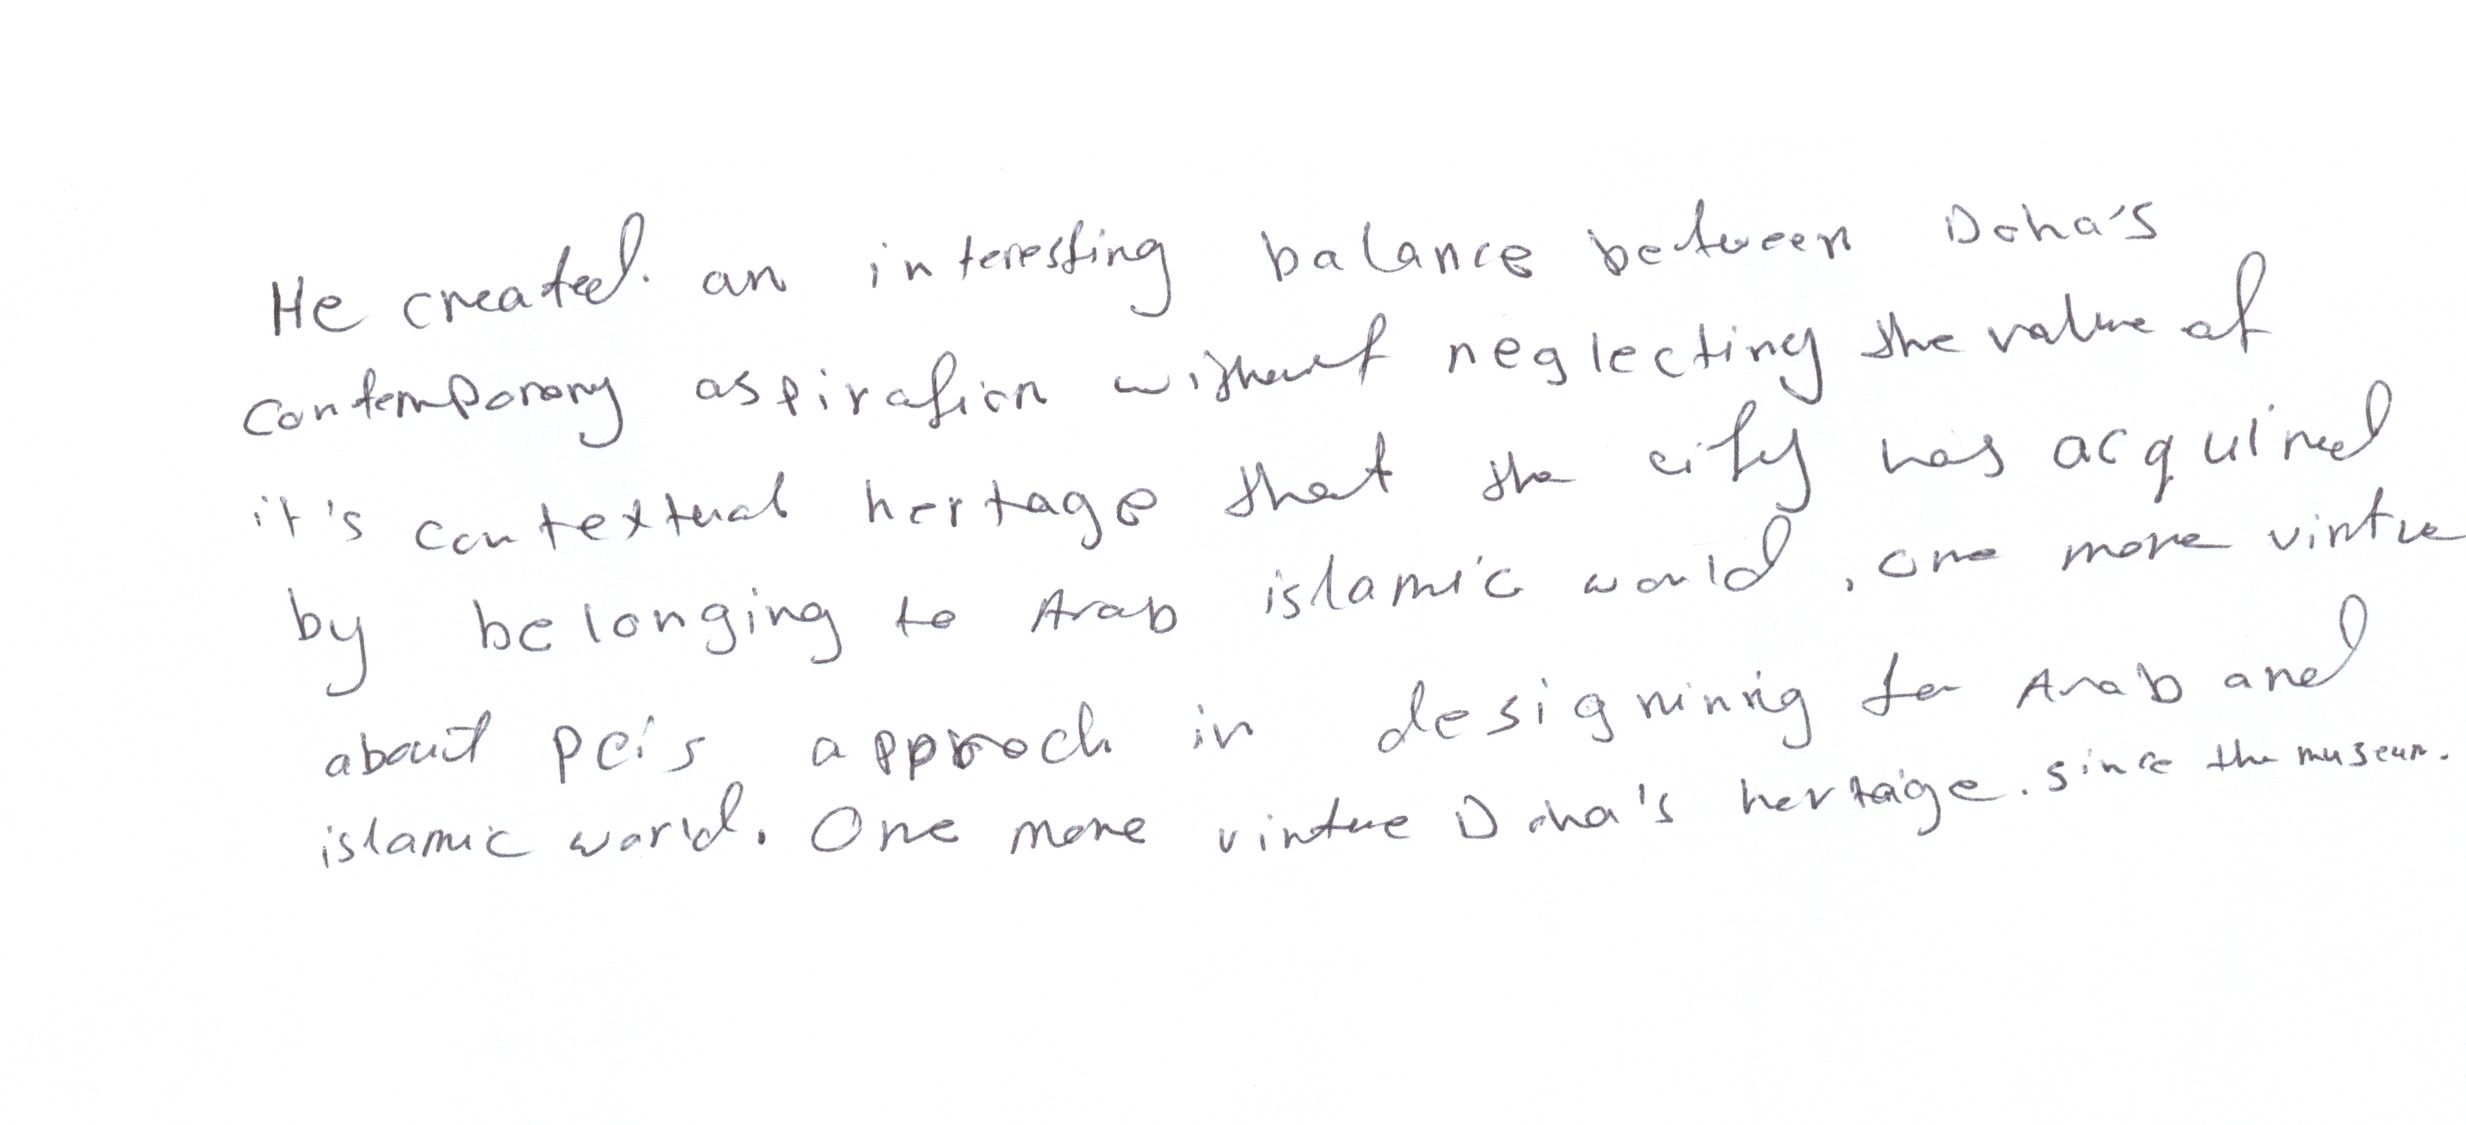 He created an interesting balance between Doha's
contemporary aspiration without neglecting the value of
it's contextual hertage that the city has acquired
by belonging to Arab islamic world, one more virtue
about pei's approch in designing for Arab and
islamic world. One more virtue Doha's hertaige. since the museum.